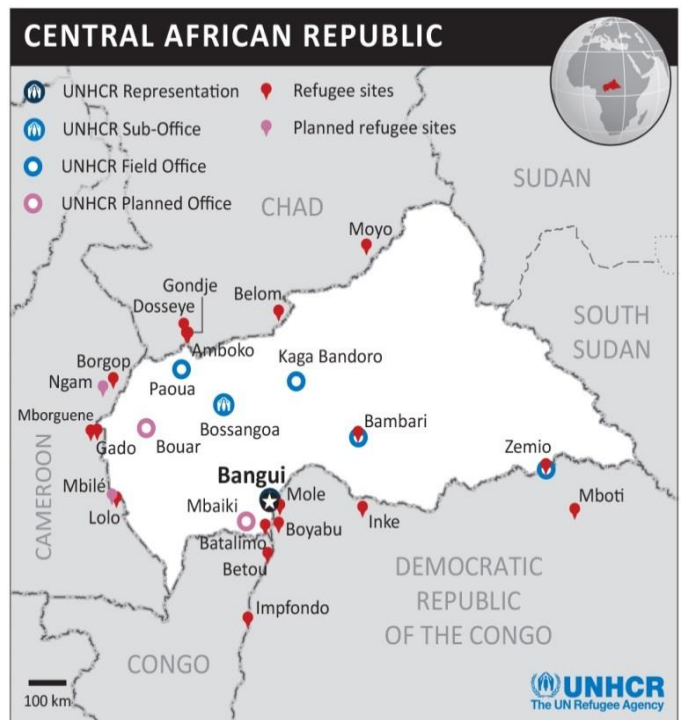 CENTRAL AFRICAN REPUBLIC
UNHCR Representation
Refugee sites
UNHCR Sub-Office
Planned refugee sites
UNHCR Field Office
UNHCR Planned Office
SUDAN
CHAD
Moyo
Gondje
Dosseye
Belom
SOUTH
SUDAN
Amboko
Kaga Bandoro
Borgop
Ngam
Paoua
Mborguene
Bossangoa
Bambari
Gado
Bouar
Zemio
CAMEROON
Mbilé
Bangui
Mbaiki
Mole
Mboti
Lolo
Boyabu
Inke
Batalimo
Betou
DEMOCRATIC
REPUBLIC
OF THE CONGO
Impfondo
CONGO
100 km
UNHCR
The UN Refugee Agency